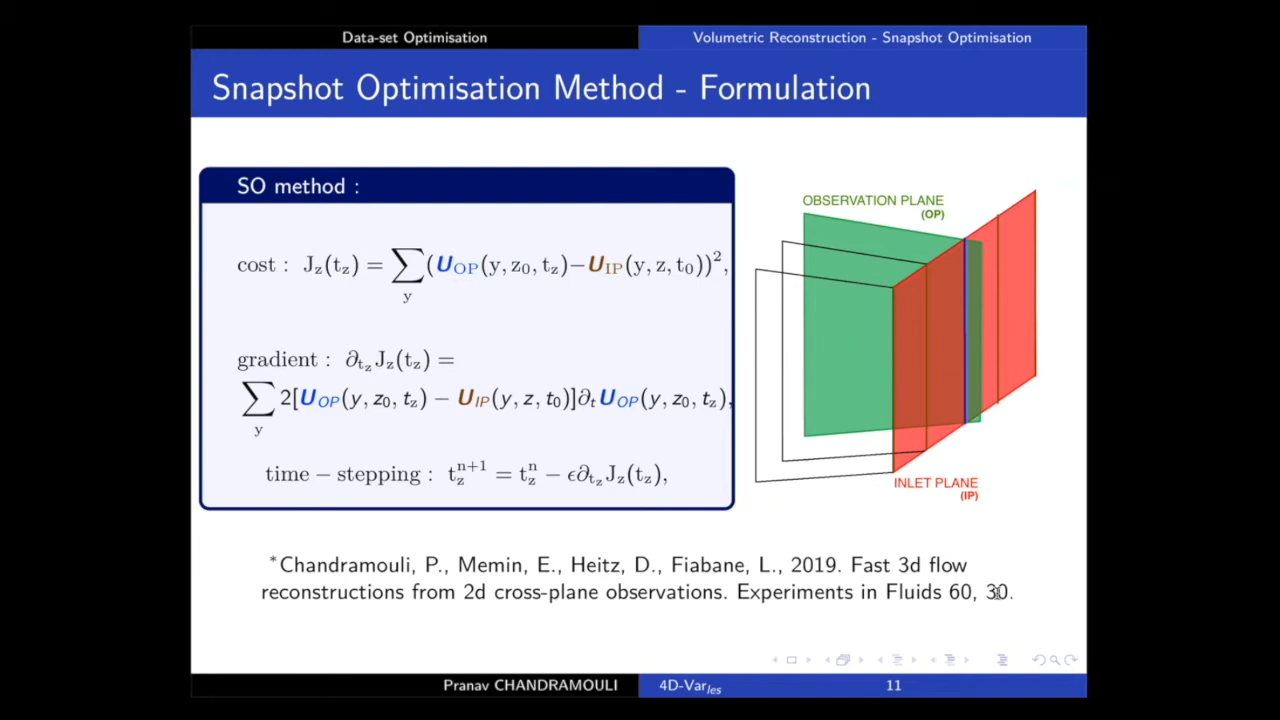 Data-set Optimisation
Volumetric Reconstruction - Snapshot Optimisation
Snapshot Optimisation Method - Formulation
SO method :
cost : J_z(t_z) = ∑_y (U_OP(y, z_0, t_z)−U_IP(y, z, t_0))^2,
gradient : ∂_{t_z}J_z(t_z) =
∑_y 2[U_OP(y, z_0, t_z) − U_IP(y, z, t_0)]∂_t U_OP(y, z_0, t_z),
time − stepping : t_z^{n+1} = t_z^n − ϵ∂_{t_z}J_z(t_z),
OBSERVATION PLANE
(OP)
INLET PLANE
(IP)
*Chandramouli, P., Memin, E., Heitz, D., Fiabane, L., 2019. Fast 3d flow
reconstructions from 2d cross-plane observations. Experiments in Fluids 60, 30.
Pranav CHANDRAMOULI
4D-Var_les
11